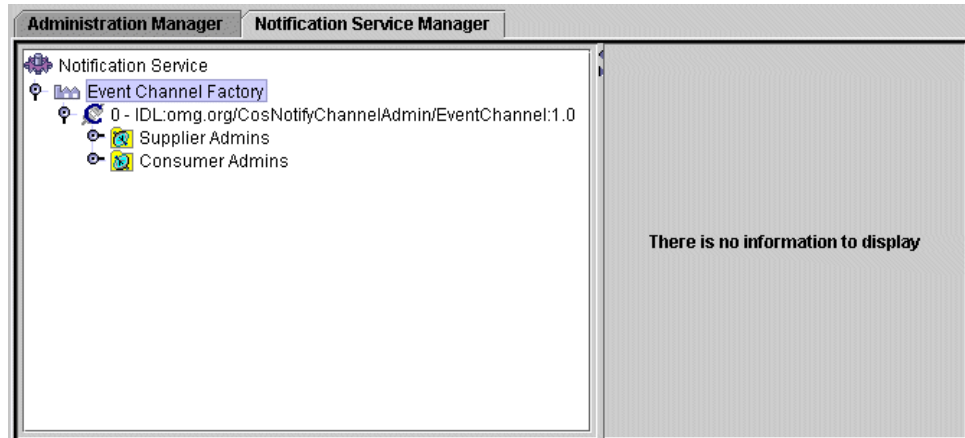 Administration Manager
Notification Service Manager
Notification Service
Event Channel Factory
0 - IDL:omg.org/CosNotifyChannelAdmin/EventChannel:1.0
Supplier Admins
Consumer Admins
There is no information to display